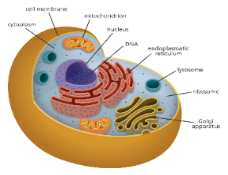 cell membrane
mitochondrion
cytoplasm
nucleus
DNA
endoplasmatic
reticulum
lysosome
ribosome
Golgi
apparatus